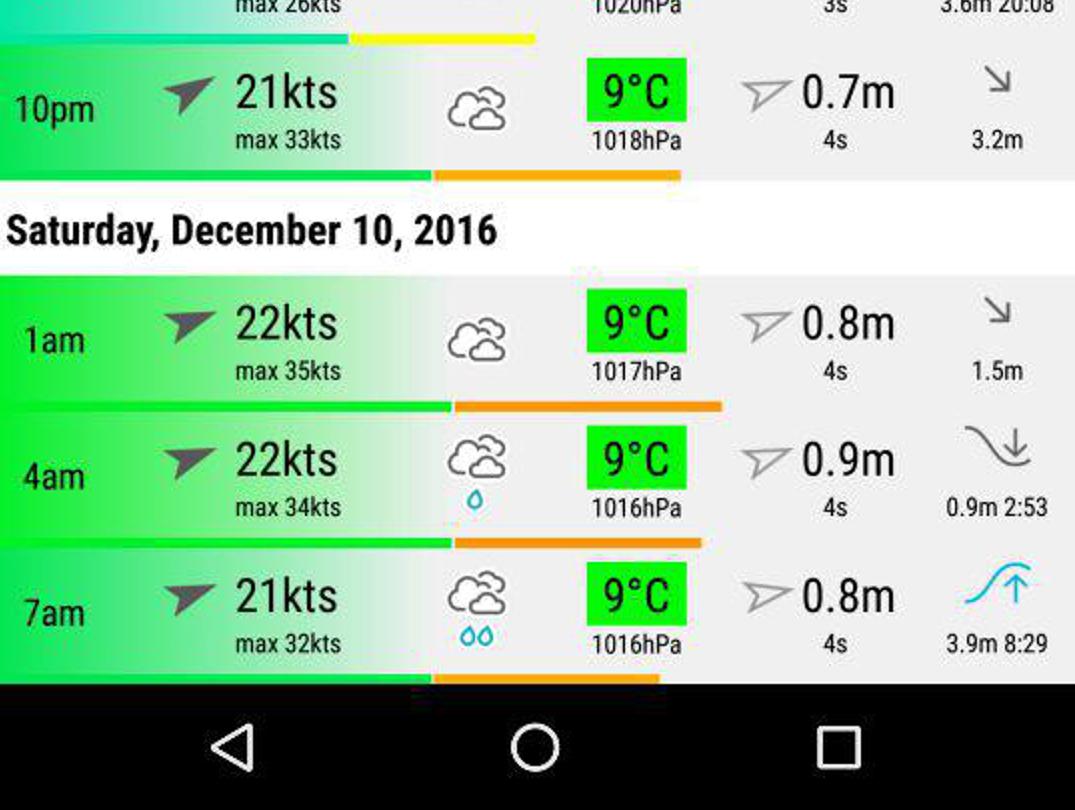 max 26kts 1020hPa 3s 3.6m 20:08
10pm 21kts 9°C 0.7m
max 33kts 1018hPa 4s 3.2m
Saturday, December 10, 2016
1am 22kts 9°C 0.8m
max 35kts 1017hPa 4s 1.5m
4am 22kts 9°C 0.9m
max 34kts 1016hPa 4s 0.9m 2:53
7am 21kts 9°C 0.8m
max 32kts 1016hPa 4s 3.9m 8:29